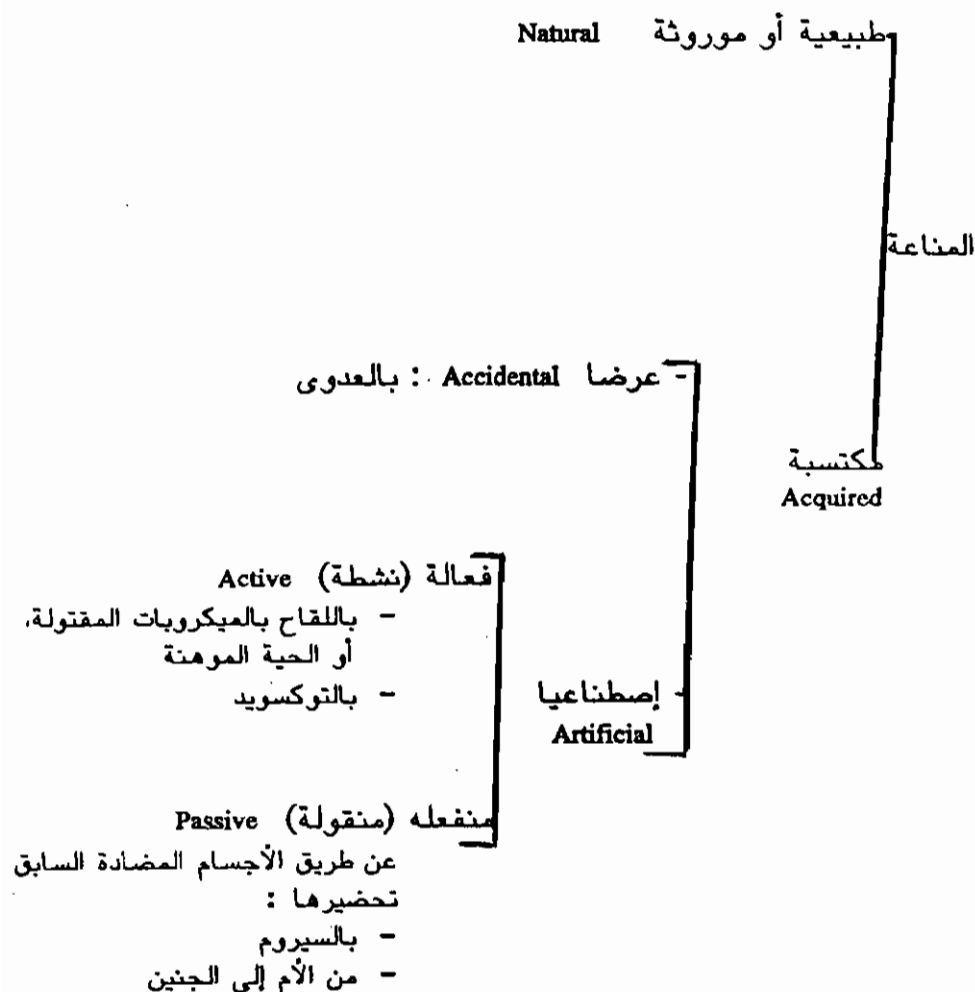 طبيعية أو موروثة Natural
المناعة
- عرضا Accidental : بالعدوى
مكتسبة
Acquired
فعالة (نشطة) Active
- باللقاح بالميكروبات المقتولة،
أو الحية الموهنة
- بالتوكسويد
- إصطناعيا
Artificial
منفعله (منقولة) Passive
عن طريق الأجسام المضادة السابق
تحضيرها :
- بالسيروم
- من الأم إلى الجنين